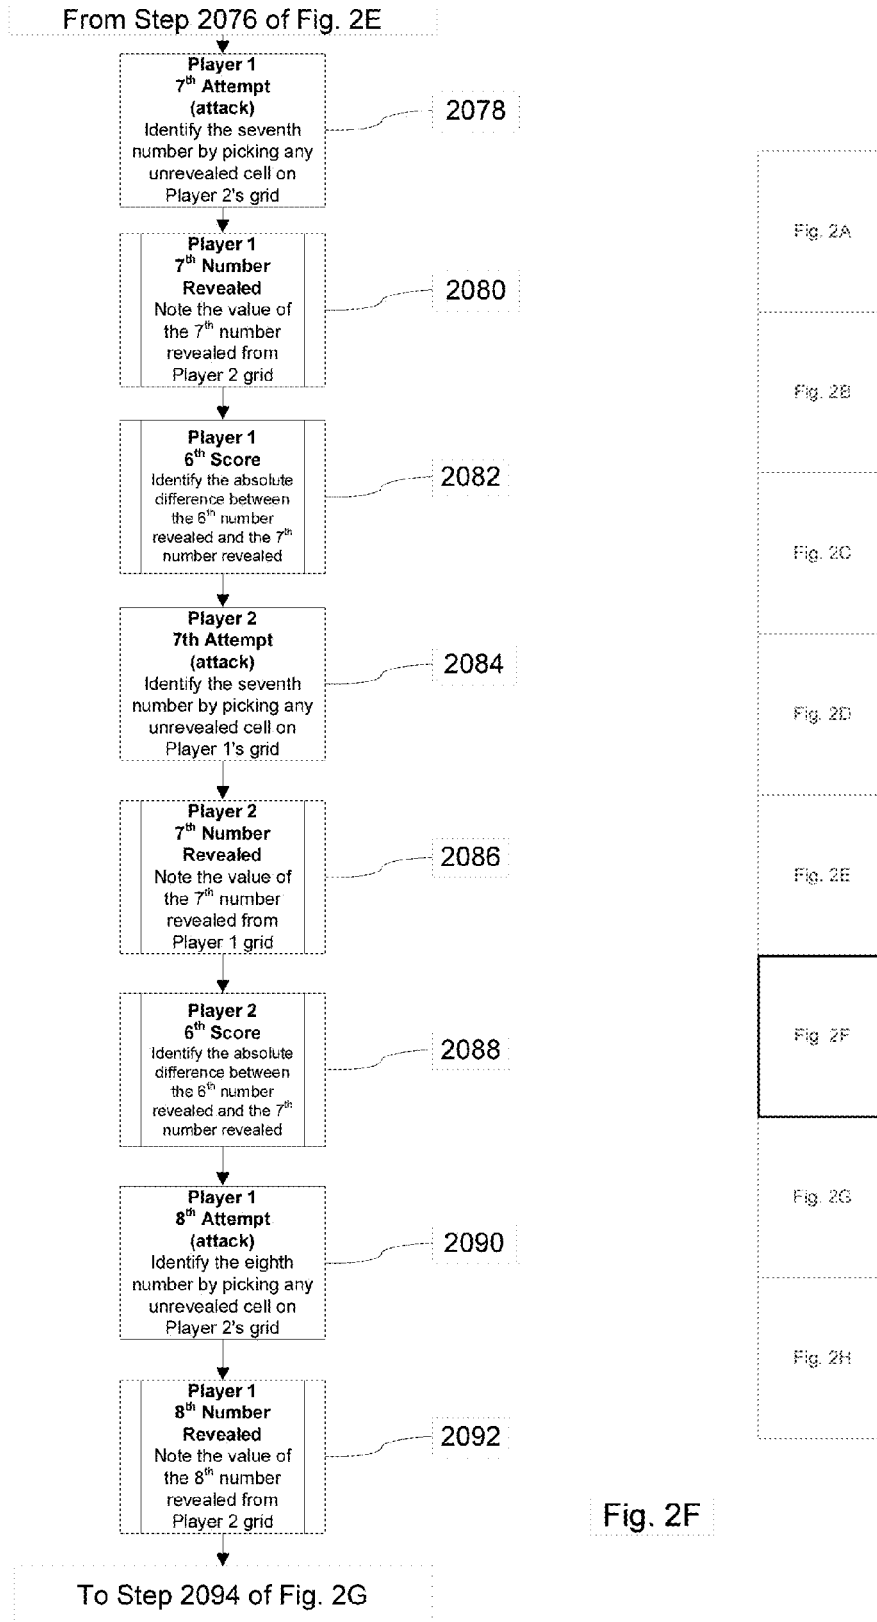 From Step 2076 of Fig. 2E
Player 1
7th Attempt
(attack)
Identify the seventh
number by picking any
unrevealed cell on
Player 2's grid
2078
Player 1
7th Number
Revealed
Note the value of
the 7th number
revealed from
Player 2 grid
2080
Player 1
6th Score
Identify the absolute
difference between
the 6th number
revealed and the 7th
number revealed
2082
Player 2
7th Attempt
(attack)
Identify the seventh
number by picking any
unrevealed cell on
Player 1's grid
2084
Player 2
7th Number
Revealed
Note the value of
the 7th number
revealed from
Player 1 grid
2086
Player 2
6th Score
Identify the absolute
difference between
the 6th number
revealed and the 7th
number revealed
2088
Player 1
8th Attempt
(attack)
Identify the eighth
number by picking any
unrevealed cell on
Player 2's grid
2090
Player 1
8th Number
Revealed
Note the value of
the 8th number
revealed from
Player 2 grid
2092
To Step 2094 of Fig. 2G
Fig. 2F
Fig. 2A
Fig. 2B
Fig. 2C
Fig. 2D
Fig. 2E
Fig. 2F
Fig. 2G
Fig. 2H